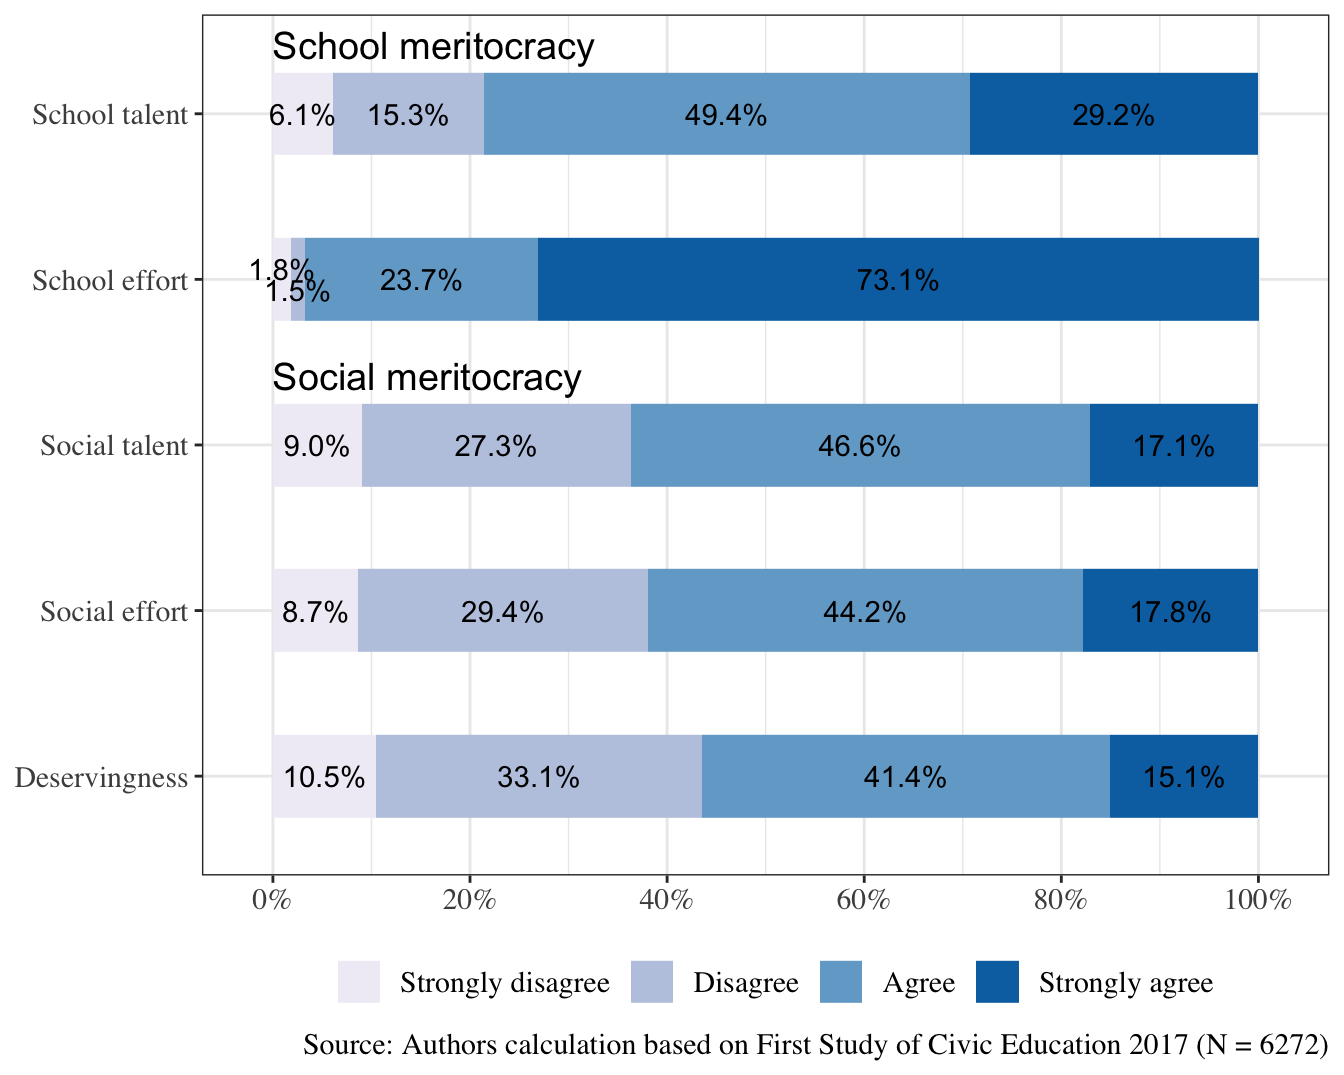 School meritocracy
School talent 6.1% 15.3% 49.4% 29.2%
School effort 1.8% 1.5% 23.7% 73.1%
Social meritocracy
Social talent 9.0% 27.3% 46.6% 17.1%
Social effort 8.7% 29.4% 44.2% 17.8%
Deservingness 10.5% 33.1% 41.4% 15.1%
0% 20% 40% 60% 80% 100%
Strongly disagree Disagree Agree Strongly agree
Source: Authors calculation based on First Study of Civic Education 2017 (N = 6272)